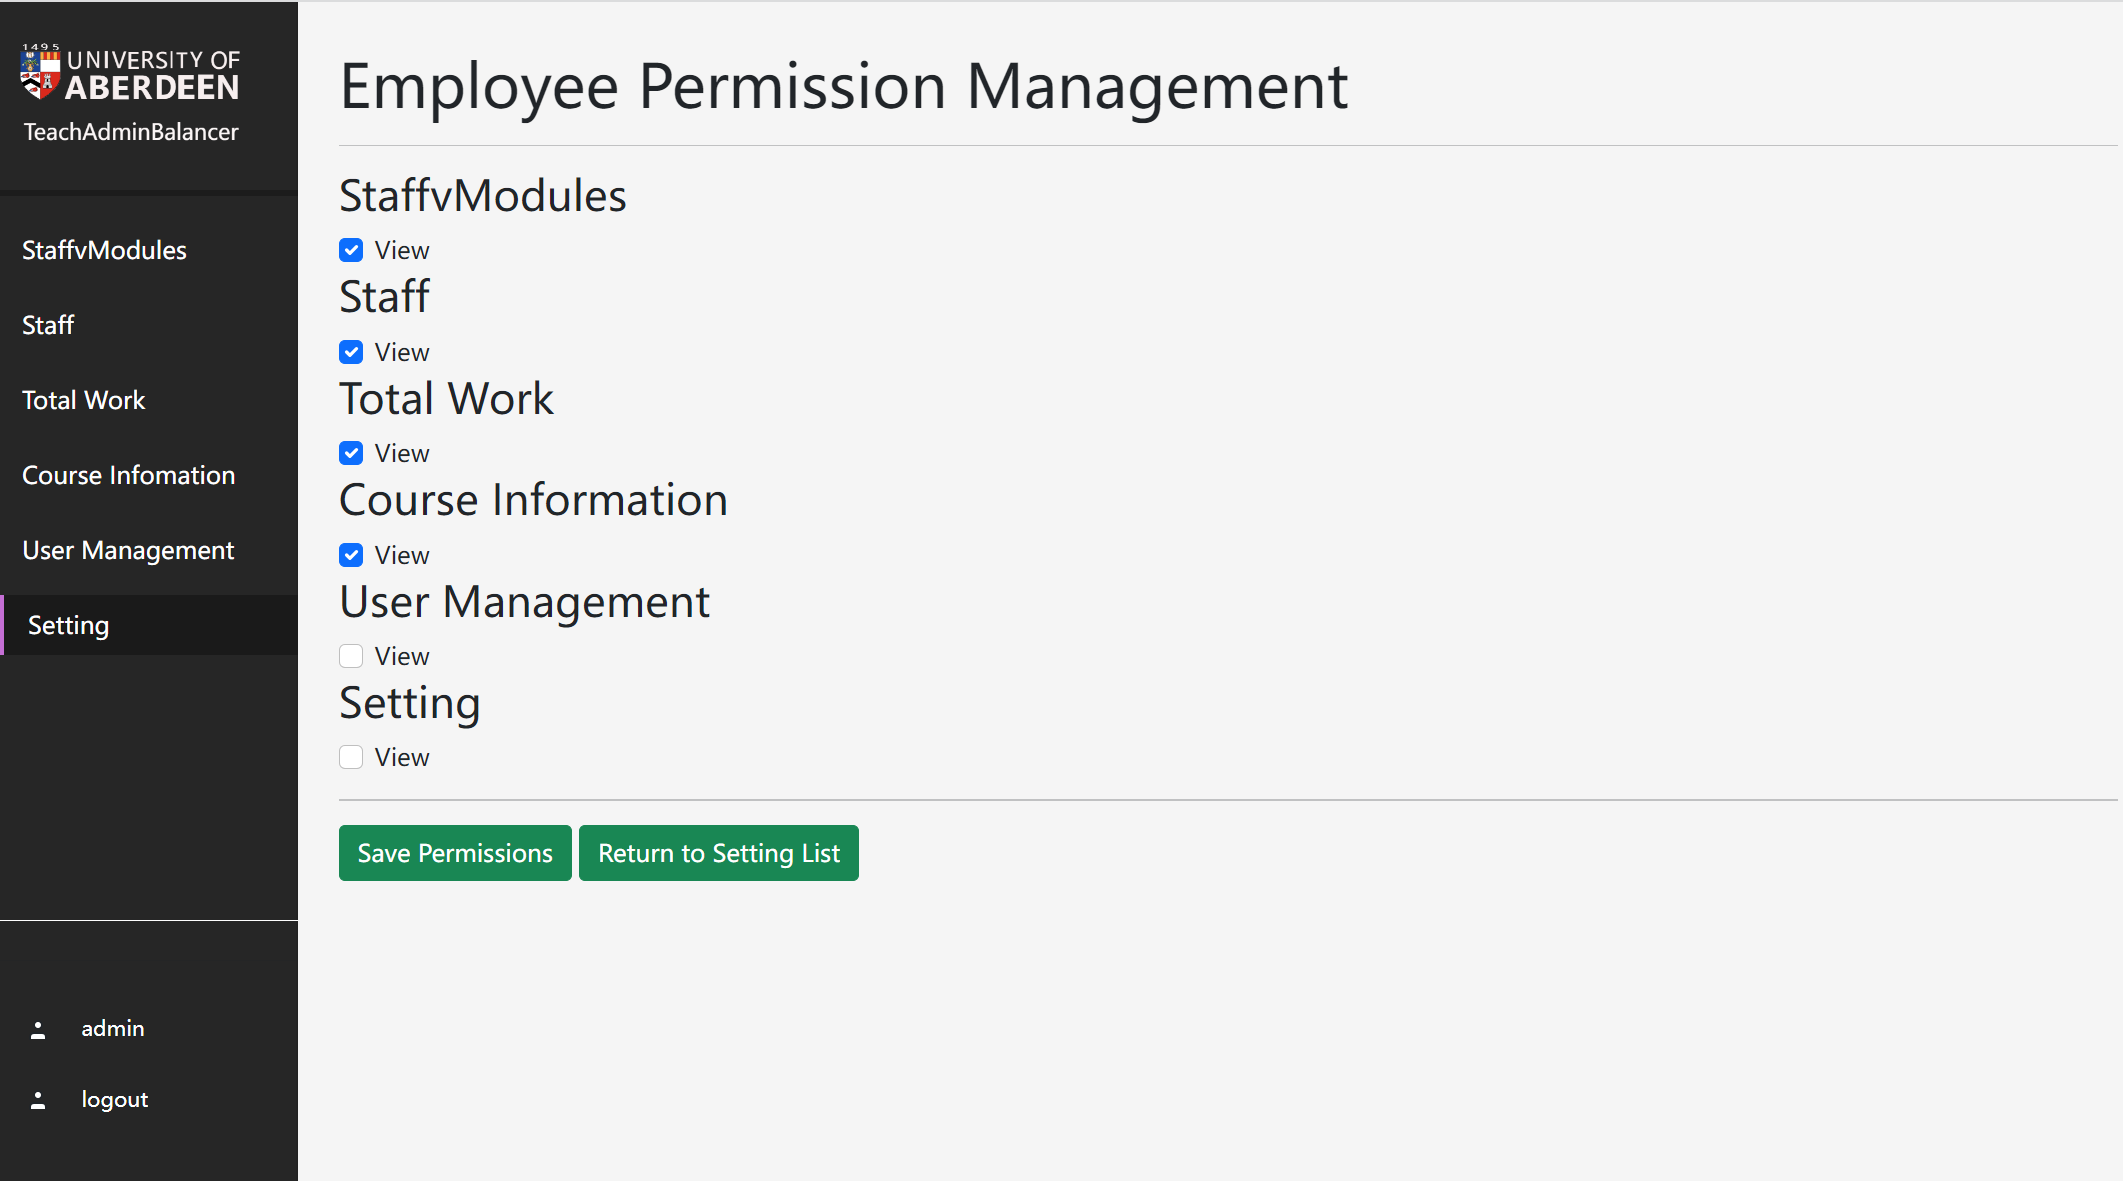 1495
UNIVERSITY OF
ABERDEEN
TeachAdminBalancer
StaffvModules
Staff
Total Work
Course Infomation
User Management
Setting
admin
logout
Employee Permission Management
StaffvModules
View
Staff
View
Total Work
View
Course Information
View
User Management
View
Setting
View
Save Permissions
Return to Setting List